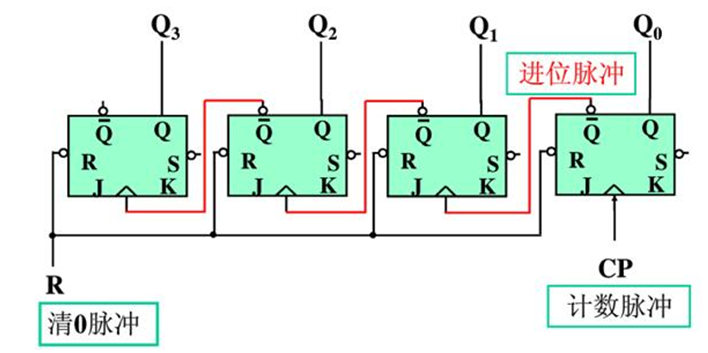 Q₃ Q₂ Q₁ Q₀
进位脉冲
Q̅ Q Q̅ Q Q̅ Q Q̅ Q
R S R S R S R S
J K J K J K J K
R CP
清0脉冲 计数脉冲